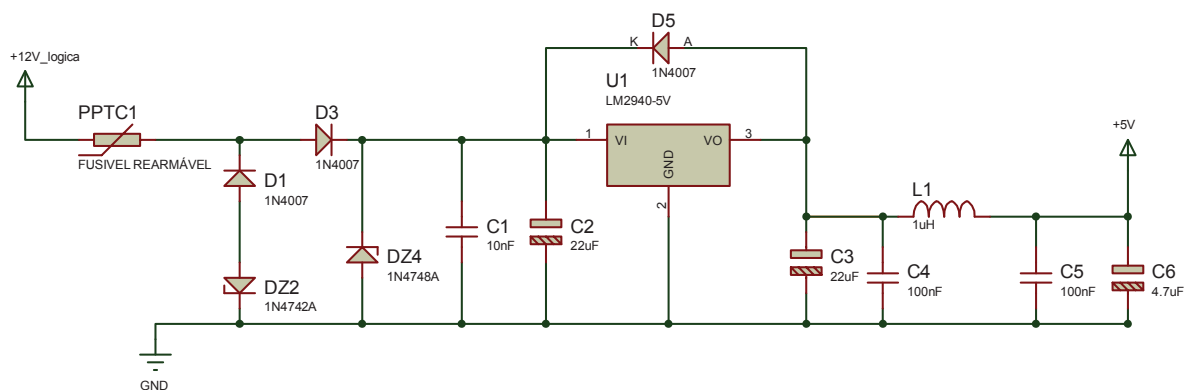 +12V_logica
PPTC1
FUSIVEL REARMÁVEL
D1
1N4007
DZ2
1N4742A
GND
D3
1N4007
DZ4
1N4748A
C1
10nF
C2
22uF
K
D5
A
1N4007
U1
LM2940-5V
1
VI
VO
3
GND
2
C3
22uF
C4
100nF
L1
1uH
C5
100nF
+5V
C6
4.7uF